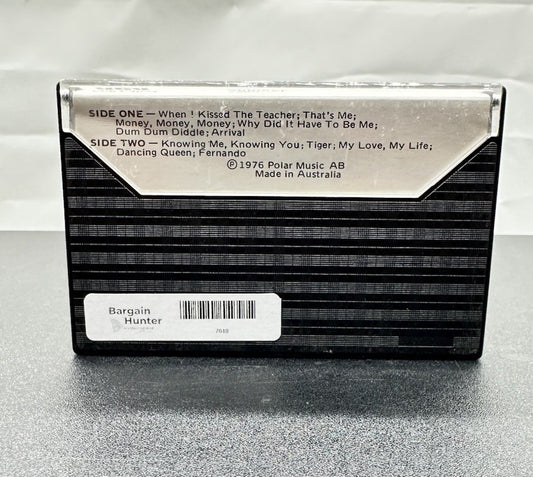 SIDE ONE — When ! Kissed The Teacher; That's Me;
Money, Money, Money; Why Did It Have To Be Me;
Dum Dum Diddle; Arrival
SIDE TWO — Knowing Me, Knowing You; Tiger; My Love, My Life;
Dancing Queen; Fernando
Ⓟ 1976 Polar Music AB
Made in Australia
Bargain
Hunter
7018